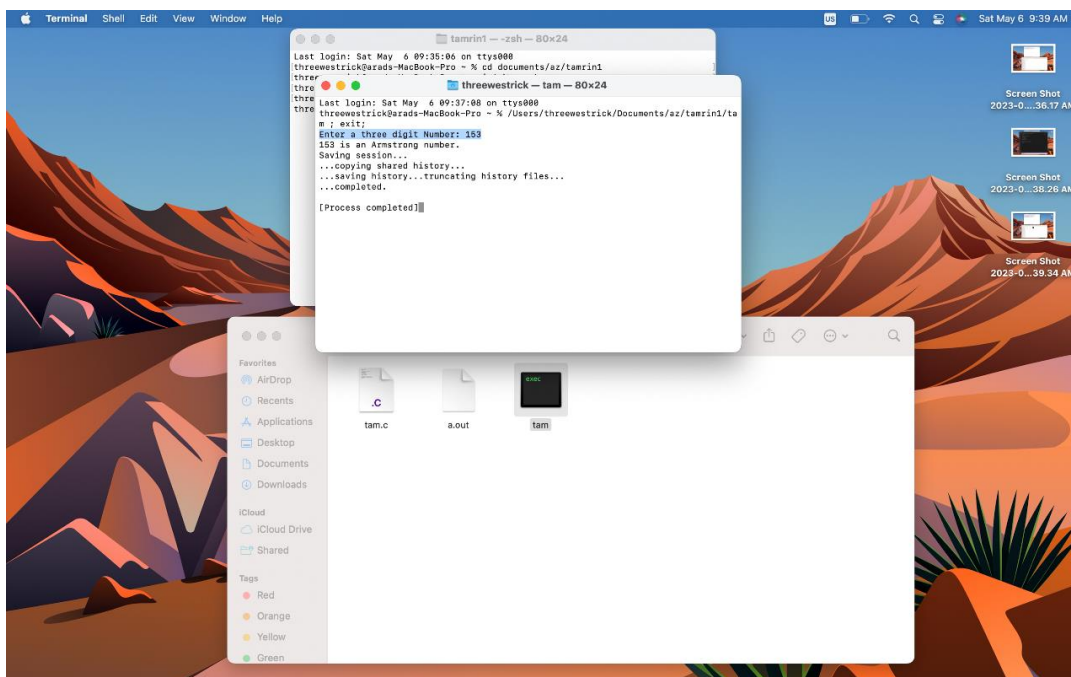 Terminal Shell Edit View Window Help
US
Sat May 6 9:39 AM
tamrin1 — -zsh — 80×24
Last login: Sat May  6 09:35:06 on ttys000
[threewestrick@arads-MacBook-Pro ~ % cd documents/az/tamrin1 ]
threewestrick — tam — 80×24
Last login: Sat May  6 09:37:08 on ttys000
threewestrick@arads-MacBook-Pro ~ % /Users/threewestrick/Documents/az/tamrin1/ta
m ; exit;
Enter a three digit Number: 153
153 is an Armstrong number.
Saving session...
...copying shared history...
...saving history...truncating history files...
...completed.
[Process completed]
Screen Shot
2023-0....36.17 AM
Screen Shot
2023-0...38.26 AM
Screen Shot
2023-0...39.34 AM
Favorites
AirDrop
Recents
Applications
Desktop
Documents
Downloads
iCloud
iCloud Drive
Shared
Tags
Red
Orange
Yellow
Green
.C
exec
tam.c
a.out
tam